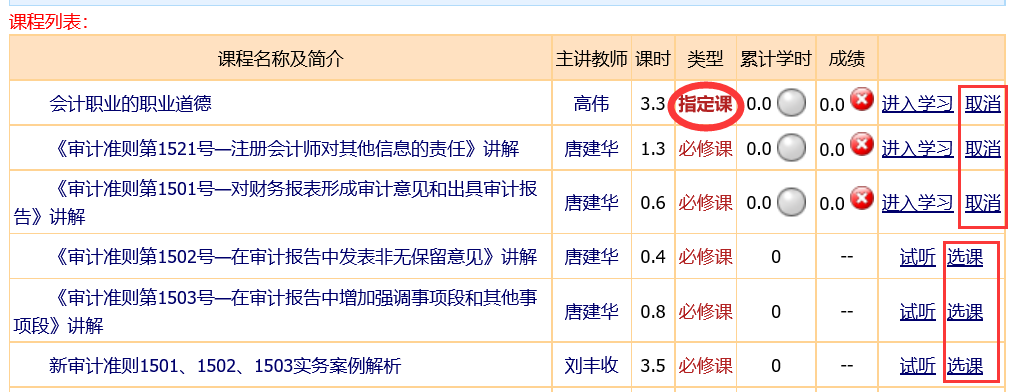 课程列表：
课程名称及简介 主讲教师 课时 类型 累计学时 成绩
会计职业的职业道德 高伟 3.3 指定课 0.0 0.0 进入学习 取消
《审计准则第1521号—注册会计师对其他信息的责任》讲解 唐建华 1.3 必修课 0.0 0.0 进入学习 取消
《审计准则第1501号—对财务报表形成审计意见和出具审计报
告》讲解 唐建华 0.6 必修课 0.0 0.0 进入学习 取消
《审计准则第1502号—在审计报告中发表非无保留意见》讲解 唐建华 0.4 必修课 0 -- 试听 选课
《审计准则第1503号—在审计报告中增加强调事项段和其他事
项段》讲解 唐建华 0.8 必修课 0 -- 试听 选课
新审计准则1501、1502、1503实务案例解析 刘丰收 3.5 必修课 0 -- 试听 选课